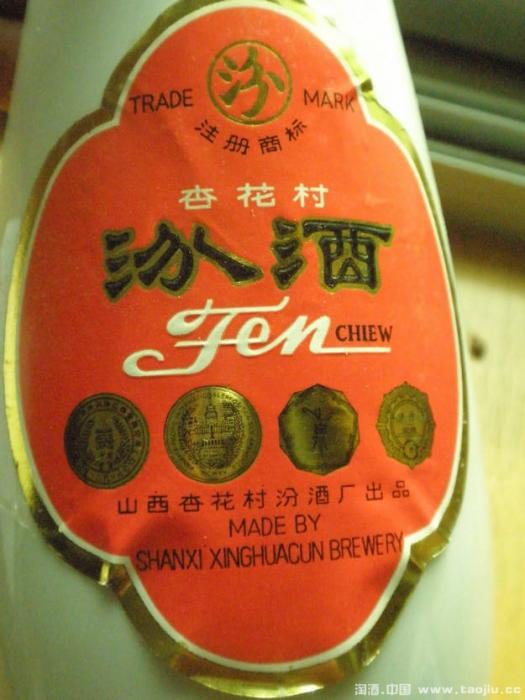 汾
TRADE MARK
注册商标
杏花村
汾酒
Fen CHIEW
山西杏花村汾酒厂出品
MADE BY
SHANXI XINGHUACUN BREWERY
淘酒.中国 www.taojiu.cc